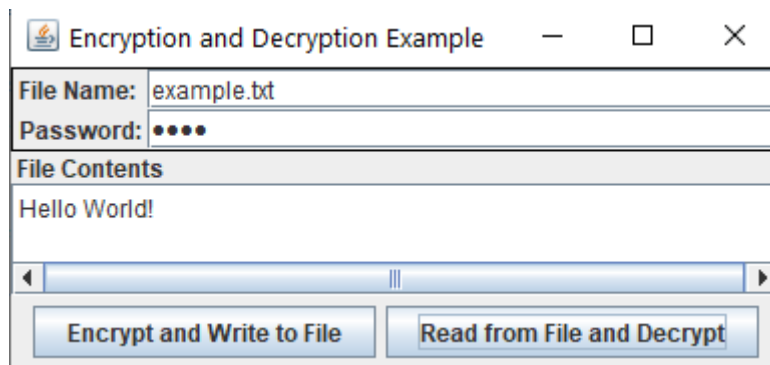 Encryption and Decryption Example
File Name: example.txt
Password: ••••
File Contents
Hello World!
Encrypt and Write to File Read from File and Decrypt